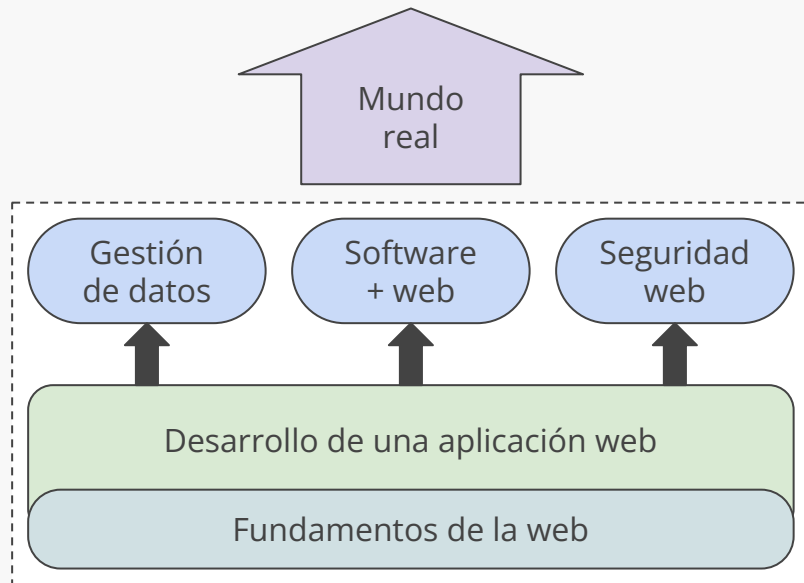 Mundo
real
Gestión
de datos
Software
+ web
Seguridad
web
Desarrollo de una aplicación web
Fundamentos de la web